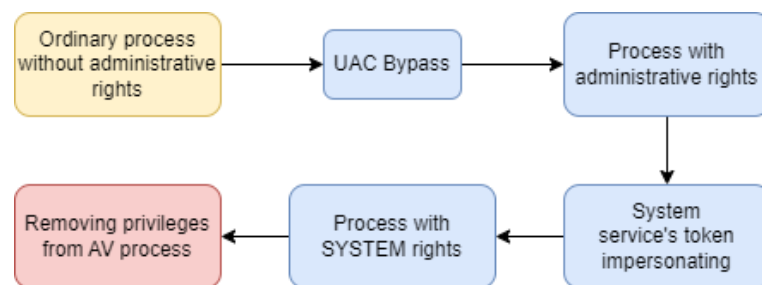 Ordinary process
without administrative
rights
UAC Bypass
Process with
administrative rights
System
service's token
impersonating
Process with
SYSTEM rights
Removing privileges
from AV process